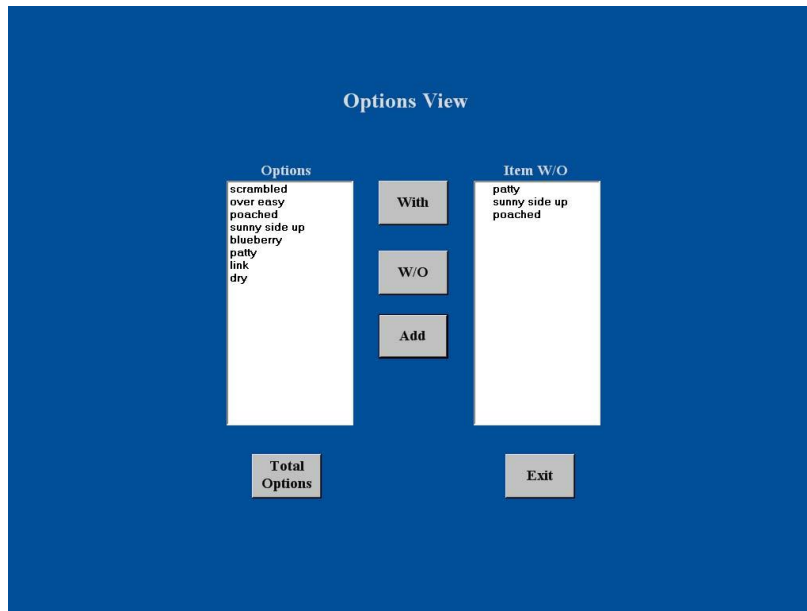 Options View
Options
scrambled
over easy
poached
sunny side up
blueberry
patty
link
dry
With
W/O
Add
Item W/O
patty
sunny side up
poached
Total
Options
Exit